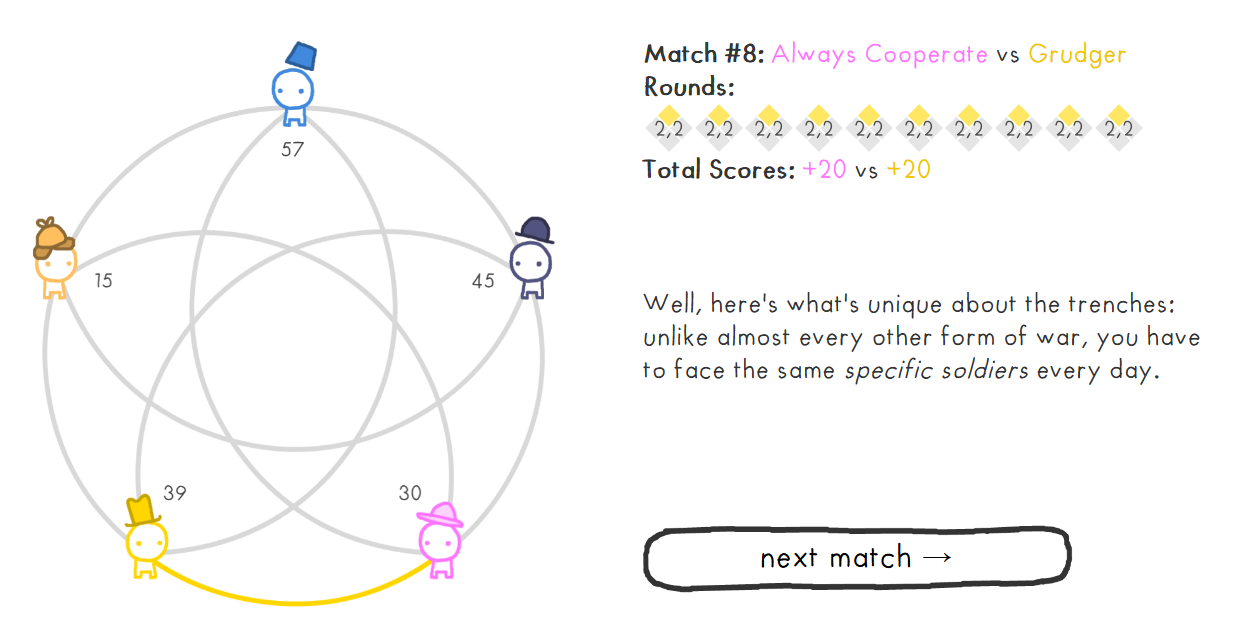 57
15
45
39
30
Match #8: Always Cooperate vs Grudger
Rounds:
2,2 2,2 2,2 2,2 2,2 2,2 2,2 2,2 2,2 2,2
Total Scores: +20 vs +20
Well, here's what's unique about the trenches:
unlike almost every other form of war, you have
to face the same specific soldiers every day.
next match →